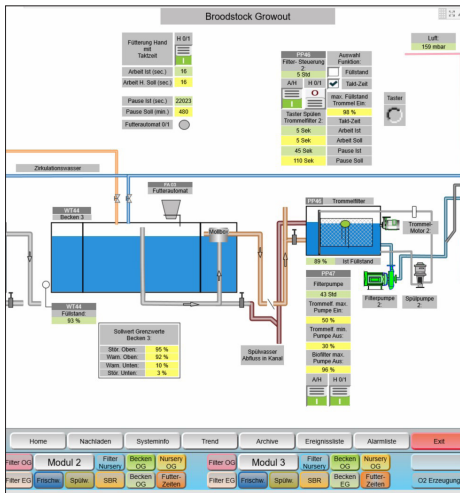 Broodstock Growout
Luft:
159 mbar
Fütterung Hand
mit
Taktzeit
H 0/1
I
Arbeit Ist (sec.)
16
Arbeit H. Soll (sec.)
16
Pause Ist (sec.)
22023
Pause Soll (min.)
480
Futterautomat 0/1
PP46
Filter- Steuerung
2:
5 Std
A/H
H 0/1
I
O
Auswahl
Funktion:
Füllstand
Takt-Zeit
max. Füllstand
Trommel Ein:
90 %
Taster Spülen
Trommelfilter 2:
Takt-Zeit
5 Sek
Arbeit Ist
5 Sek
Arbeit Soll
45 Sek
Pause Ist
110 Sek
Pause Soll
Taster
Zirkulationswasser
WT44
Becken 3
PA 03
Futterautomat
WT44
Füllstand:
93 %
Sollwert Grenzwerte
Becken 3:
Stör. Oben: 95 %
Warn. Oben: 92 %
Warn. Unten: 10 %
Stör. Unten: 3 %
Spülwasser
Abfluss in Kanal
PP46
Trommelfilter
Trommel-
Motor 2
89 %
Ist Füllstand
PP47
Filterpumpe
43 Std
Trommelf. max.
Pumpe Ein:
50 %
Trommelf. min.
Pumpe Aus:
30 %
Biofilter max.
Pumpe Aus:
96 %
A/H
H 0/1
I
I
Filterpumpe
2:
Spülpumpe
2
Home
Nachladen
Systeminfo
Trend
Archive
Ereignissliste
Alarmliste
Exit
Filter OG
Modul 2
Filter
Nursery
Becken
OG
Nursery
OG
Filter OG
Modul 3
Filter
Nursery
Becken
OG
Nursery
OG
Filter EG
Frischw.
Spülw.
SBR
Becken
OG
Futter-
Zeiten
Filter EG
Frischw.
Spülw.
SBR
Becken
OG
Futter-
Zeiten
O2 Erzeugung